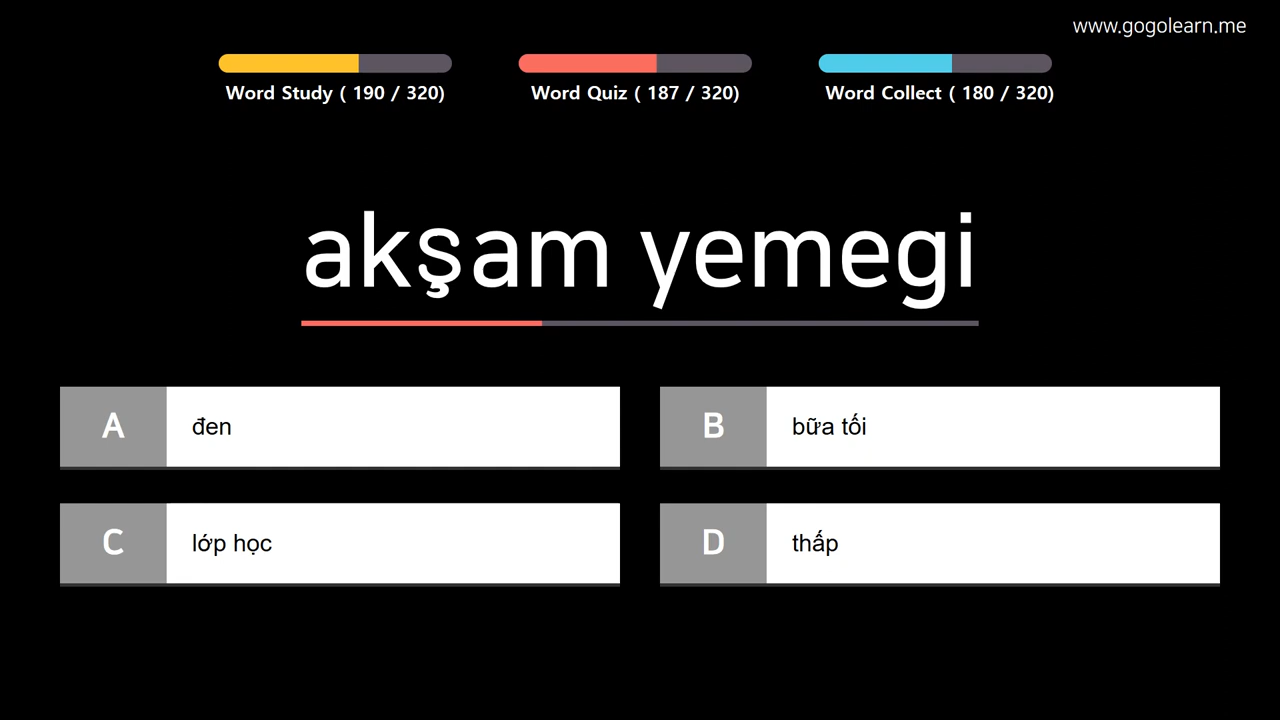 www.gogolearn.me
Word Study ( 190 / 320)
Word Quiz ( 187 / 320)
Word Collect ( 180 / 320)
akşam yemegi
A
đen
B
bữa tối
C
lớp học
D
thấp